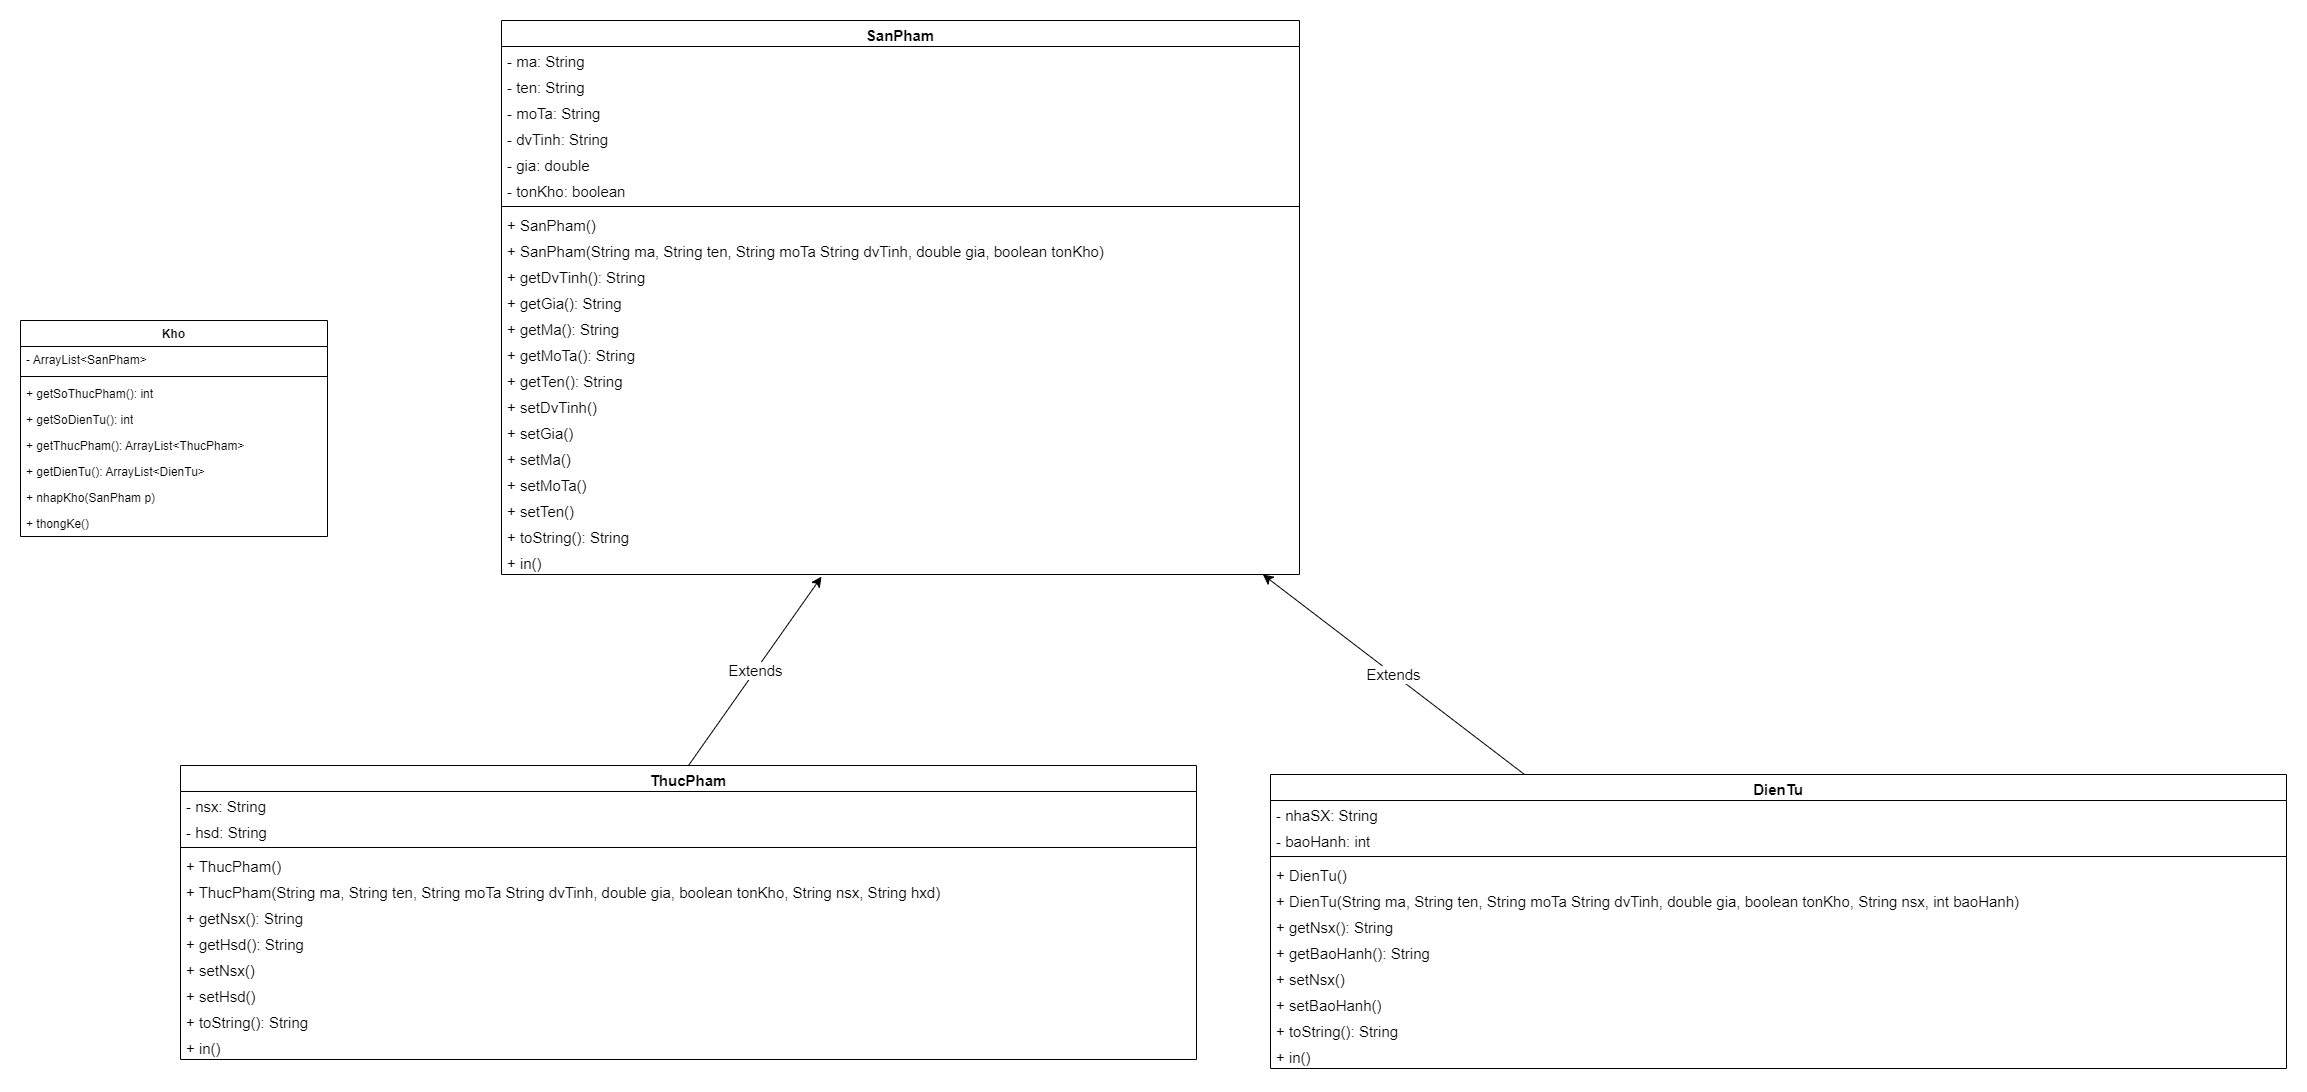 SanPham
- ma: String
- ten: String
- moTa: String
- dvTinh: String
- gia: double
- tonKho: boolean
+ SanPham()
+ SanPham(String ma, String ten, String moTa String dvTinh, double gia, boolean tonKho)
+ getDvTinh(): String
+ getGia(): String
+ getMa(): String
+ getMoTa(): String
+ getTen(): String
+ setDvTinh()
+ setGia()
+ setMa()
+ setMoTa()
+ setTen()
+ toString(): String
+ in()
Kho
- ArrayList<SanPham>
+ getSoThucPham(): int
+ getSoDienTu(): int
+ getThucPham(): ArrayList<ThucPham>
+ getDienTu(): ArrayList<DienTu>
+ nhapKho(SanPham p)
+ thongKe()
Extends
Extends
ThucPham
- nsx: String
- hsd: String
+ ThucPham()
+ ThucPham(String ma, String ten, String moTa String dvTinh, double gia, boolean tonKho, String nsx, String hxd)
+ getNsx(): String
+ getHsd(): String
+ setNsx()
+ setHsd()
+ toString(): String
+ in()
DienTu
- nhaSX: String
- baoHanh: int
+ DienTu()
+ DienTu(String ma, String ten, String moTa String dvTinh, double gia, boolean tonKho, String nsx, int baoHanh)
+ getNsx(): String
+ getBaoHanh(): String
+ setNsx()
+ setBaoHanh()
+ toString(): String
+ in()